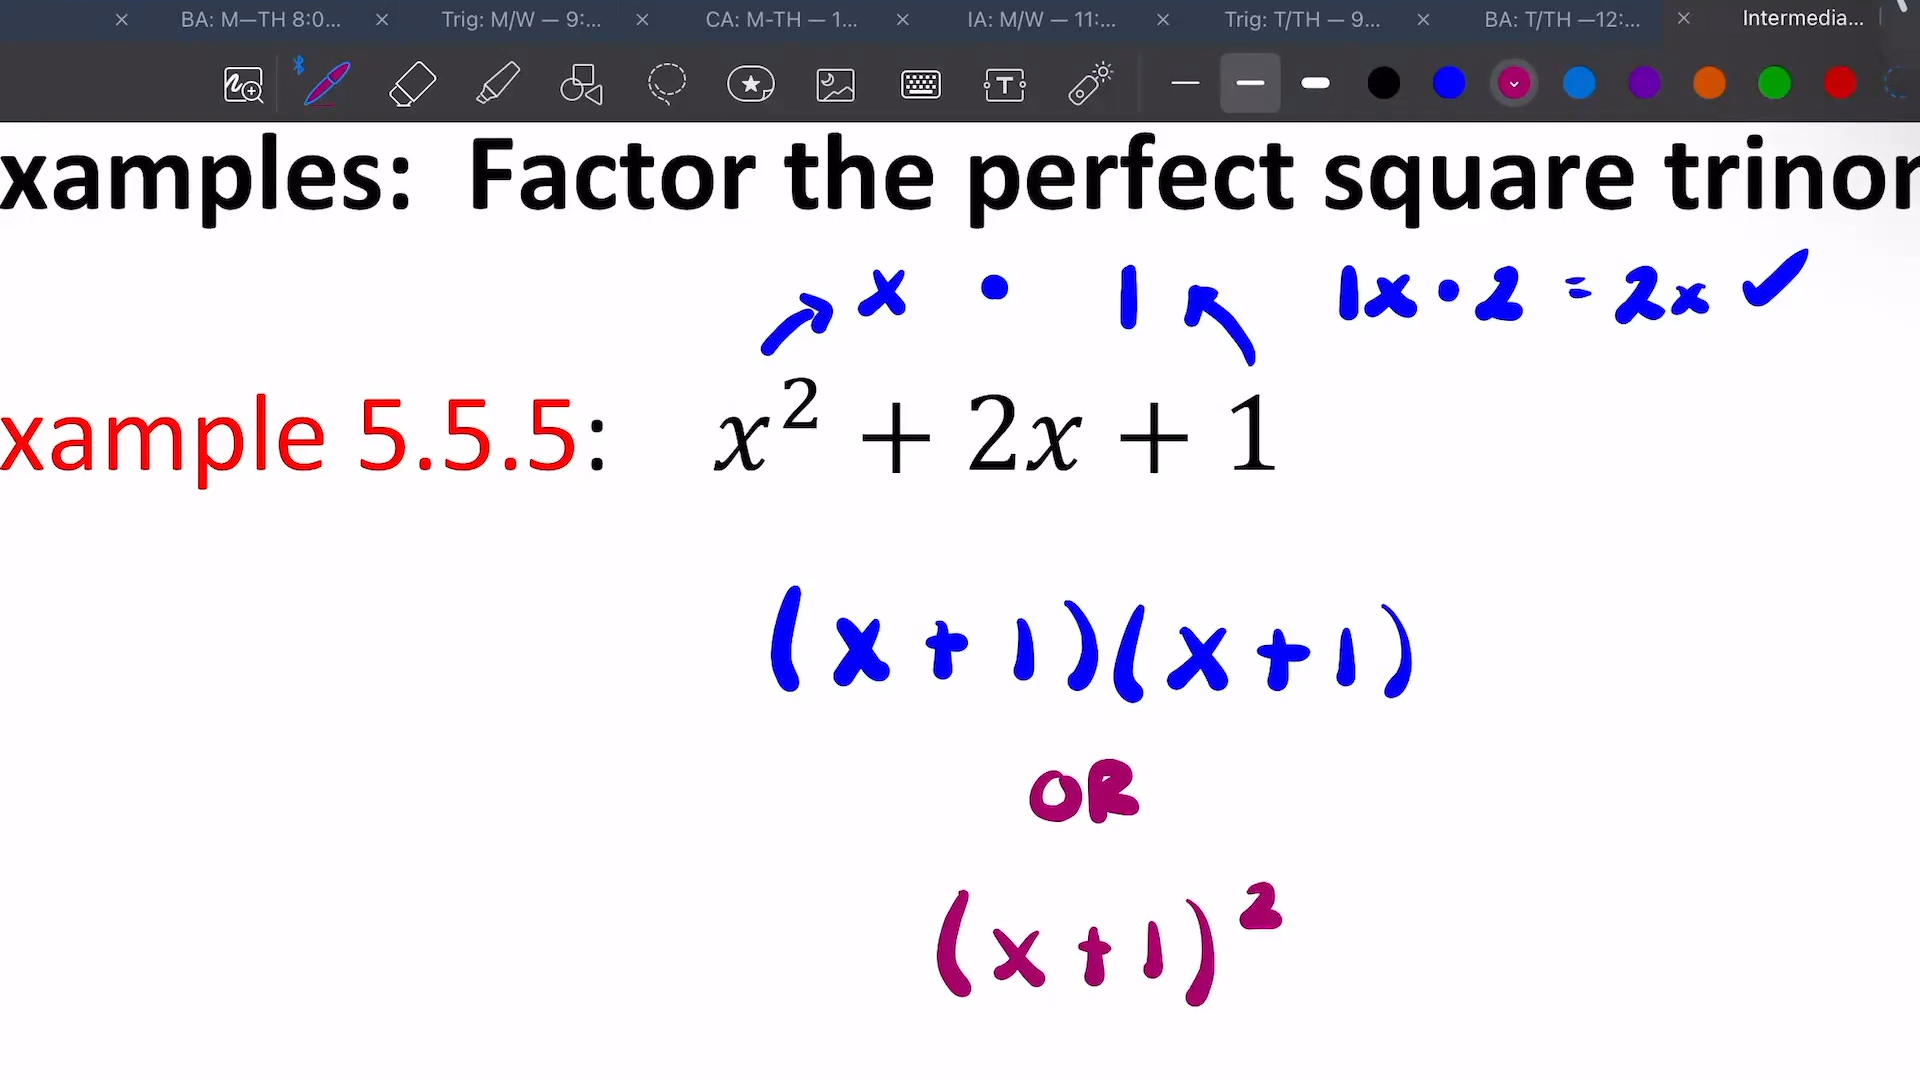 BA: M—TH 8:0... Trig: M/W — 9:... CA: M-TH — 1... IA: M/W — 11:... Trig: T/TH — 9... BA: T/TH —12:... Intermedia...
T
xamples: Factor the perfect square trinor
x • 1 1x • 2 = 2x ✓
xample 5.5.5: x² + 2x + 1
(x + 1)(x + 1)
OR
(x + 1)²